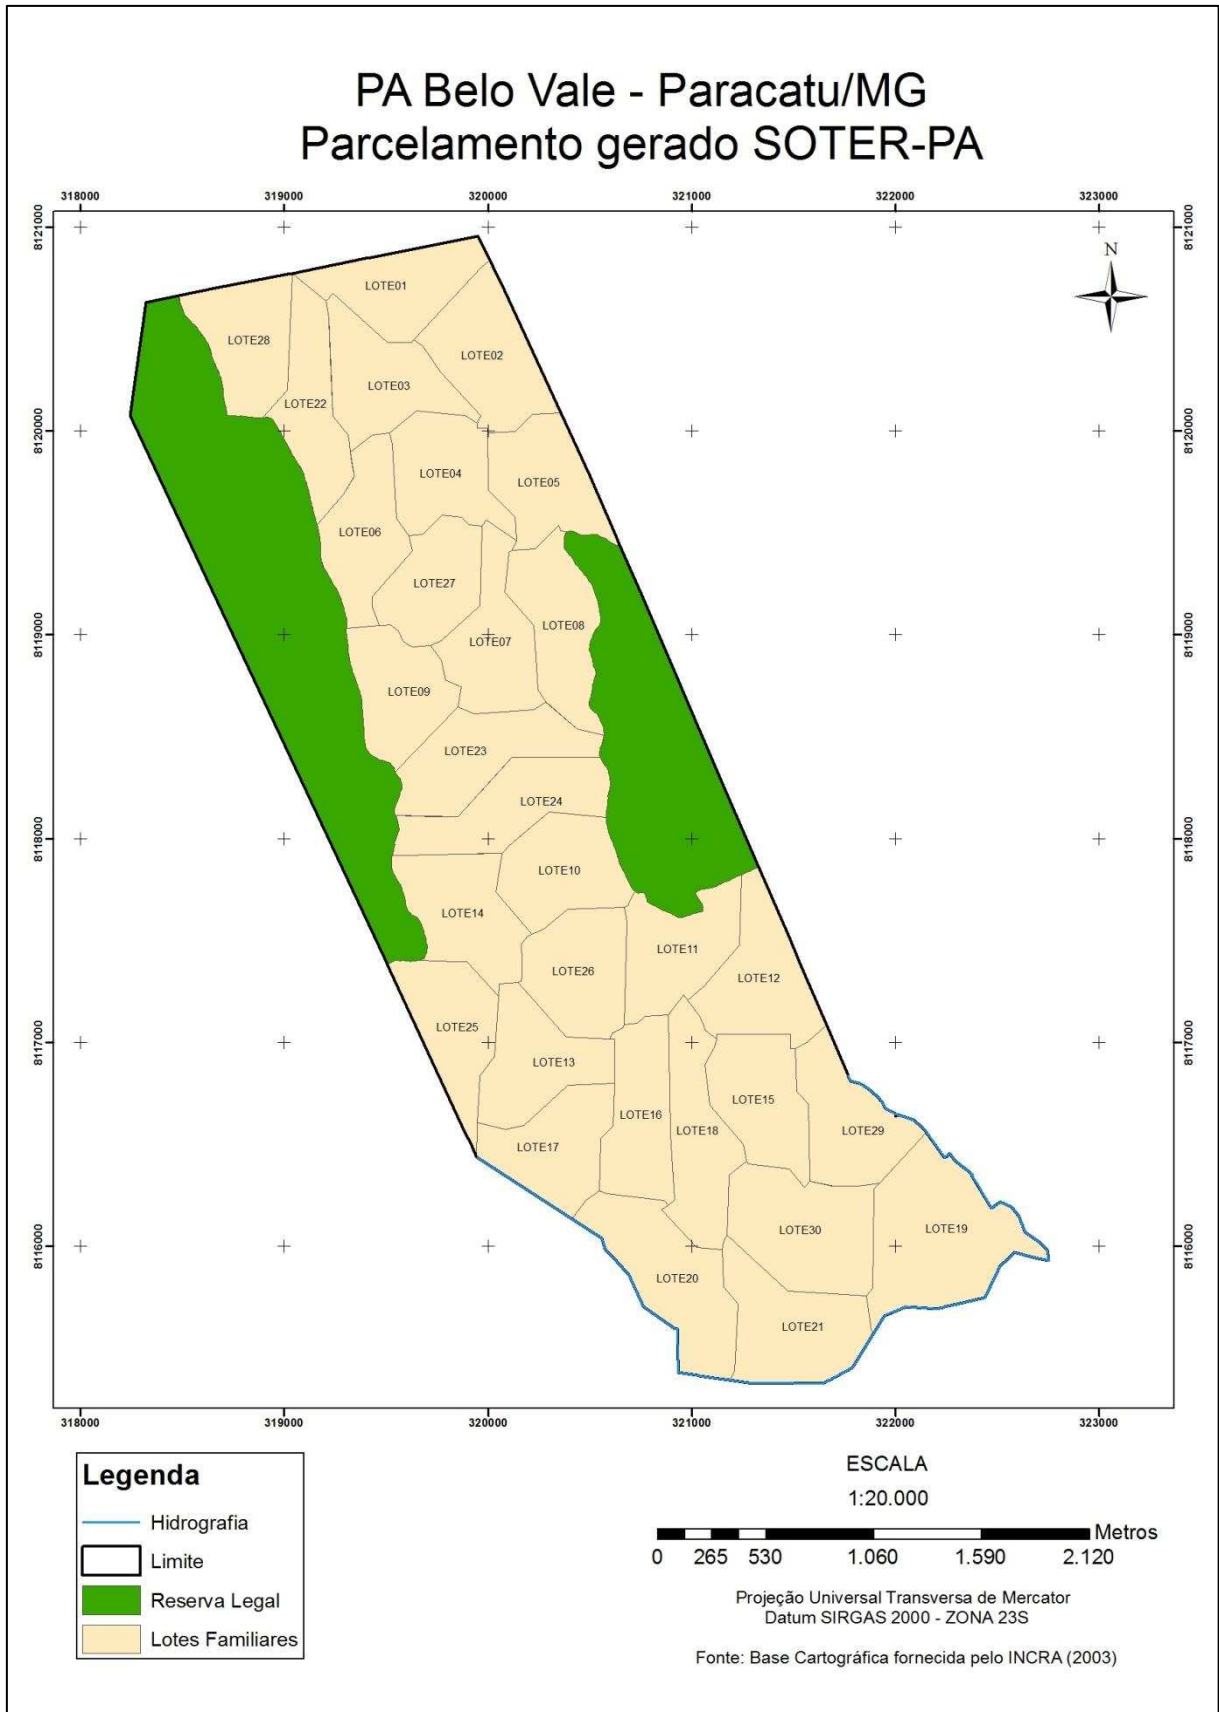 PA Belo Vale - Paracatu/MG
Parcelamento gerado SOTER-PA
318000 319000 320000 321000 322000 323000
8121000 8121000
N
LOTE01
LOTE28
LOTE02
LOTE03
LOTE22
8120000 8120000
LOTE04
LOTE05
LOTE06
LOTE27
LOTE08
8119000 8119000
LOTE07
LOTE09
LOTE23
LOTE24
8118000 8118000
LOTE10
LOTE14
LOTE11
LOTE26
LOTE12
LOTE25
8117000 8117000
LOTE13
LOTE15
LOTE16
LOTE18
LOTE29
LOTE17
LOTE30
LOTE19
8116000 8116000
LOTE20
LOTE21
318000 319000 320000 321000 322000 323000
Legenda
Hidrografia
Limite
Reserva Legal
Lotes Familiares
ESCALA
1:20.000
Metros
0 265 530 1.060 1.590 2.120
Projeção Universal Transversa de Mercator
Datum SIRGAS 2000 - ZONA 23S
Fonte: Base Cartográfica fornecida pelo INCRA (2003)